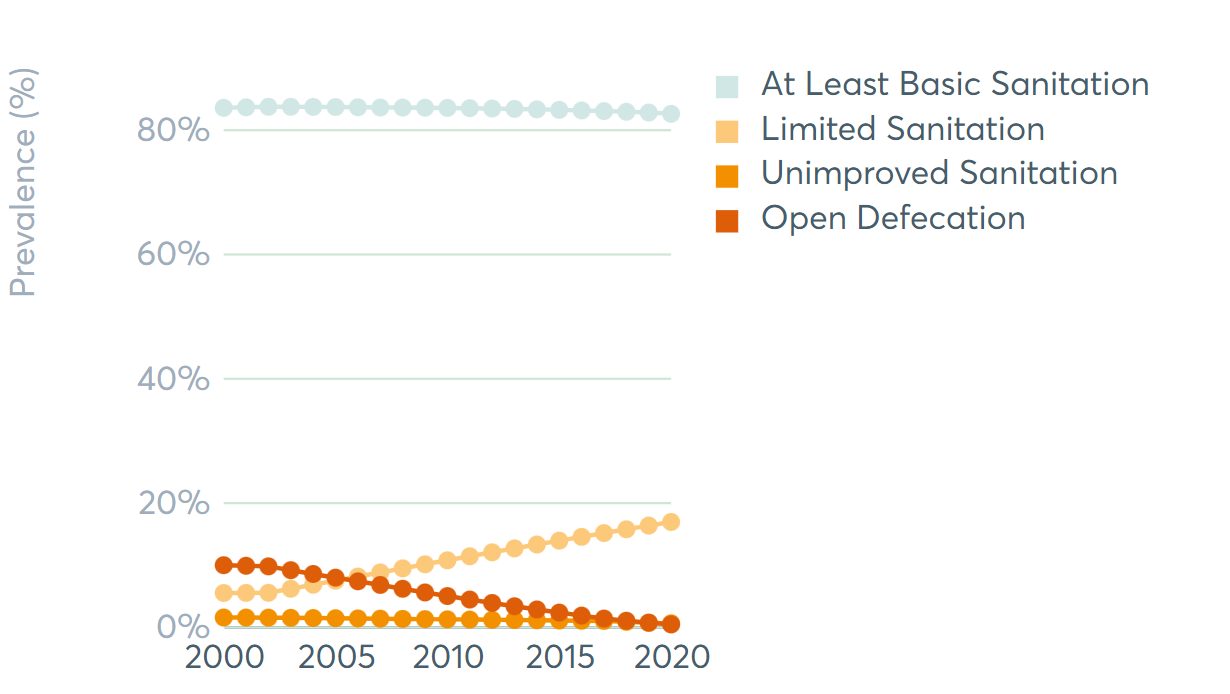 Prevalence (%)
80%
60%
40%
20%
0%
2000 2005 2010 2015 2020
At Least Basic Sanitation
Limited Sanitation
Unimproved Sanitation
Open Defecation